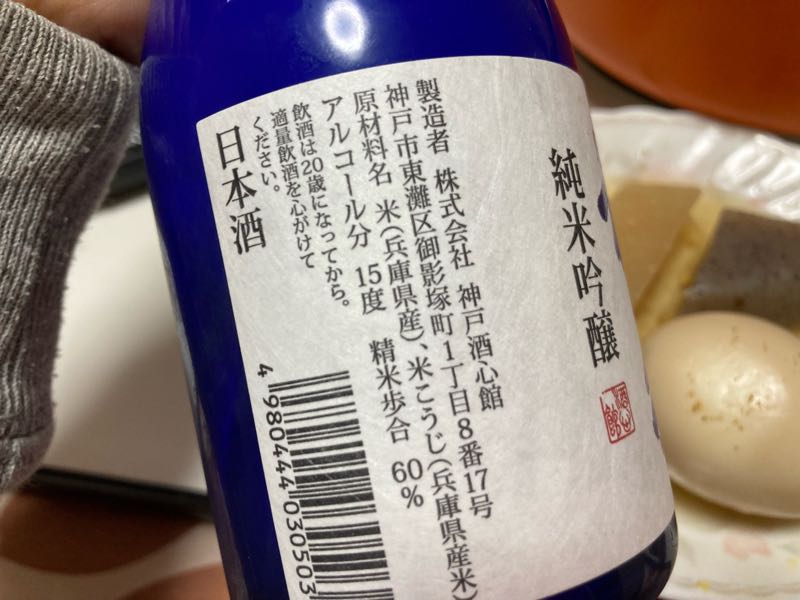 純米吟醸
酒心館
製造者 株式会社 神戸酒心館
神戸市東灘区御影塚町1丁目8番17号
原材料名 米(兵庫県産)、米こうじ(兵庫県産米)
アルコール分 15度 精米歩合 60%
飲酒は20歳になってから。
適量飲酒を心がけて
ください。
日本酒
4980444030503